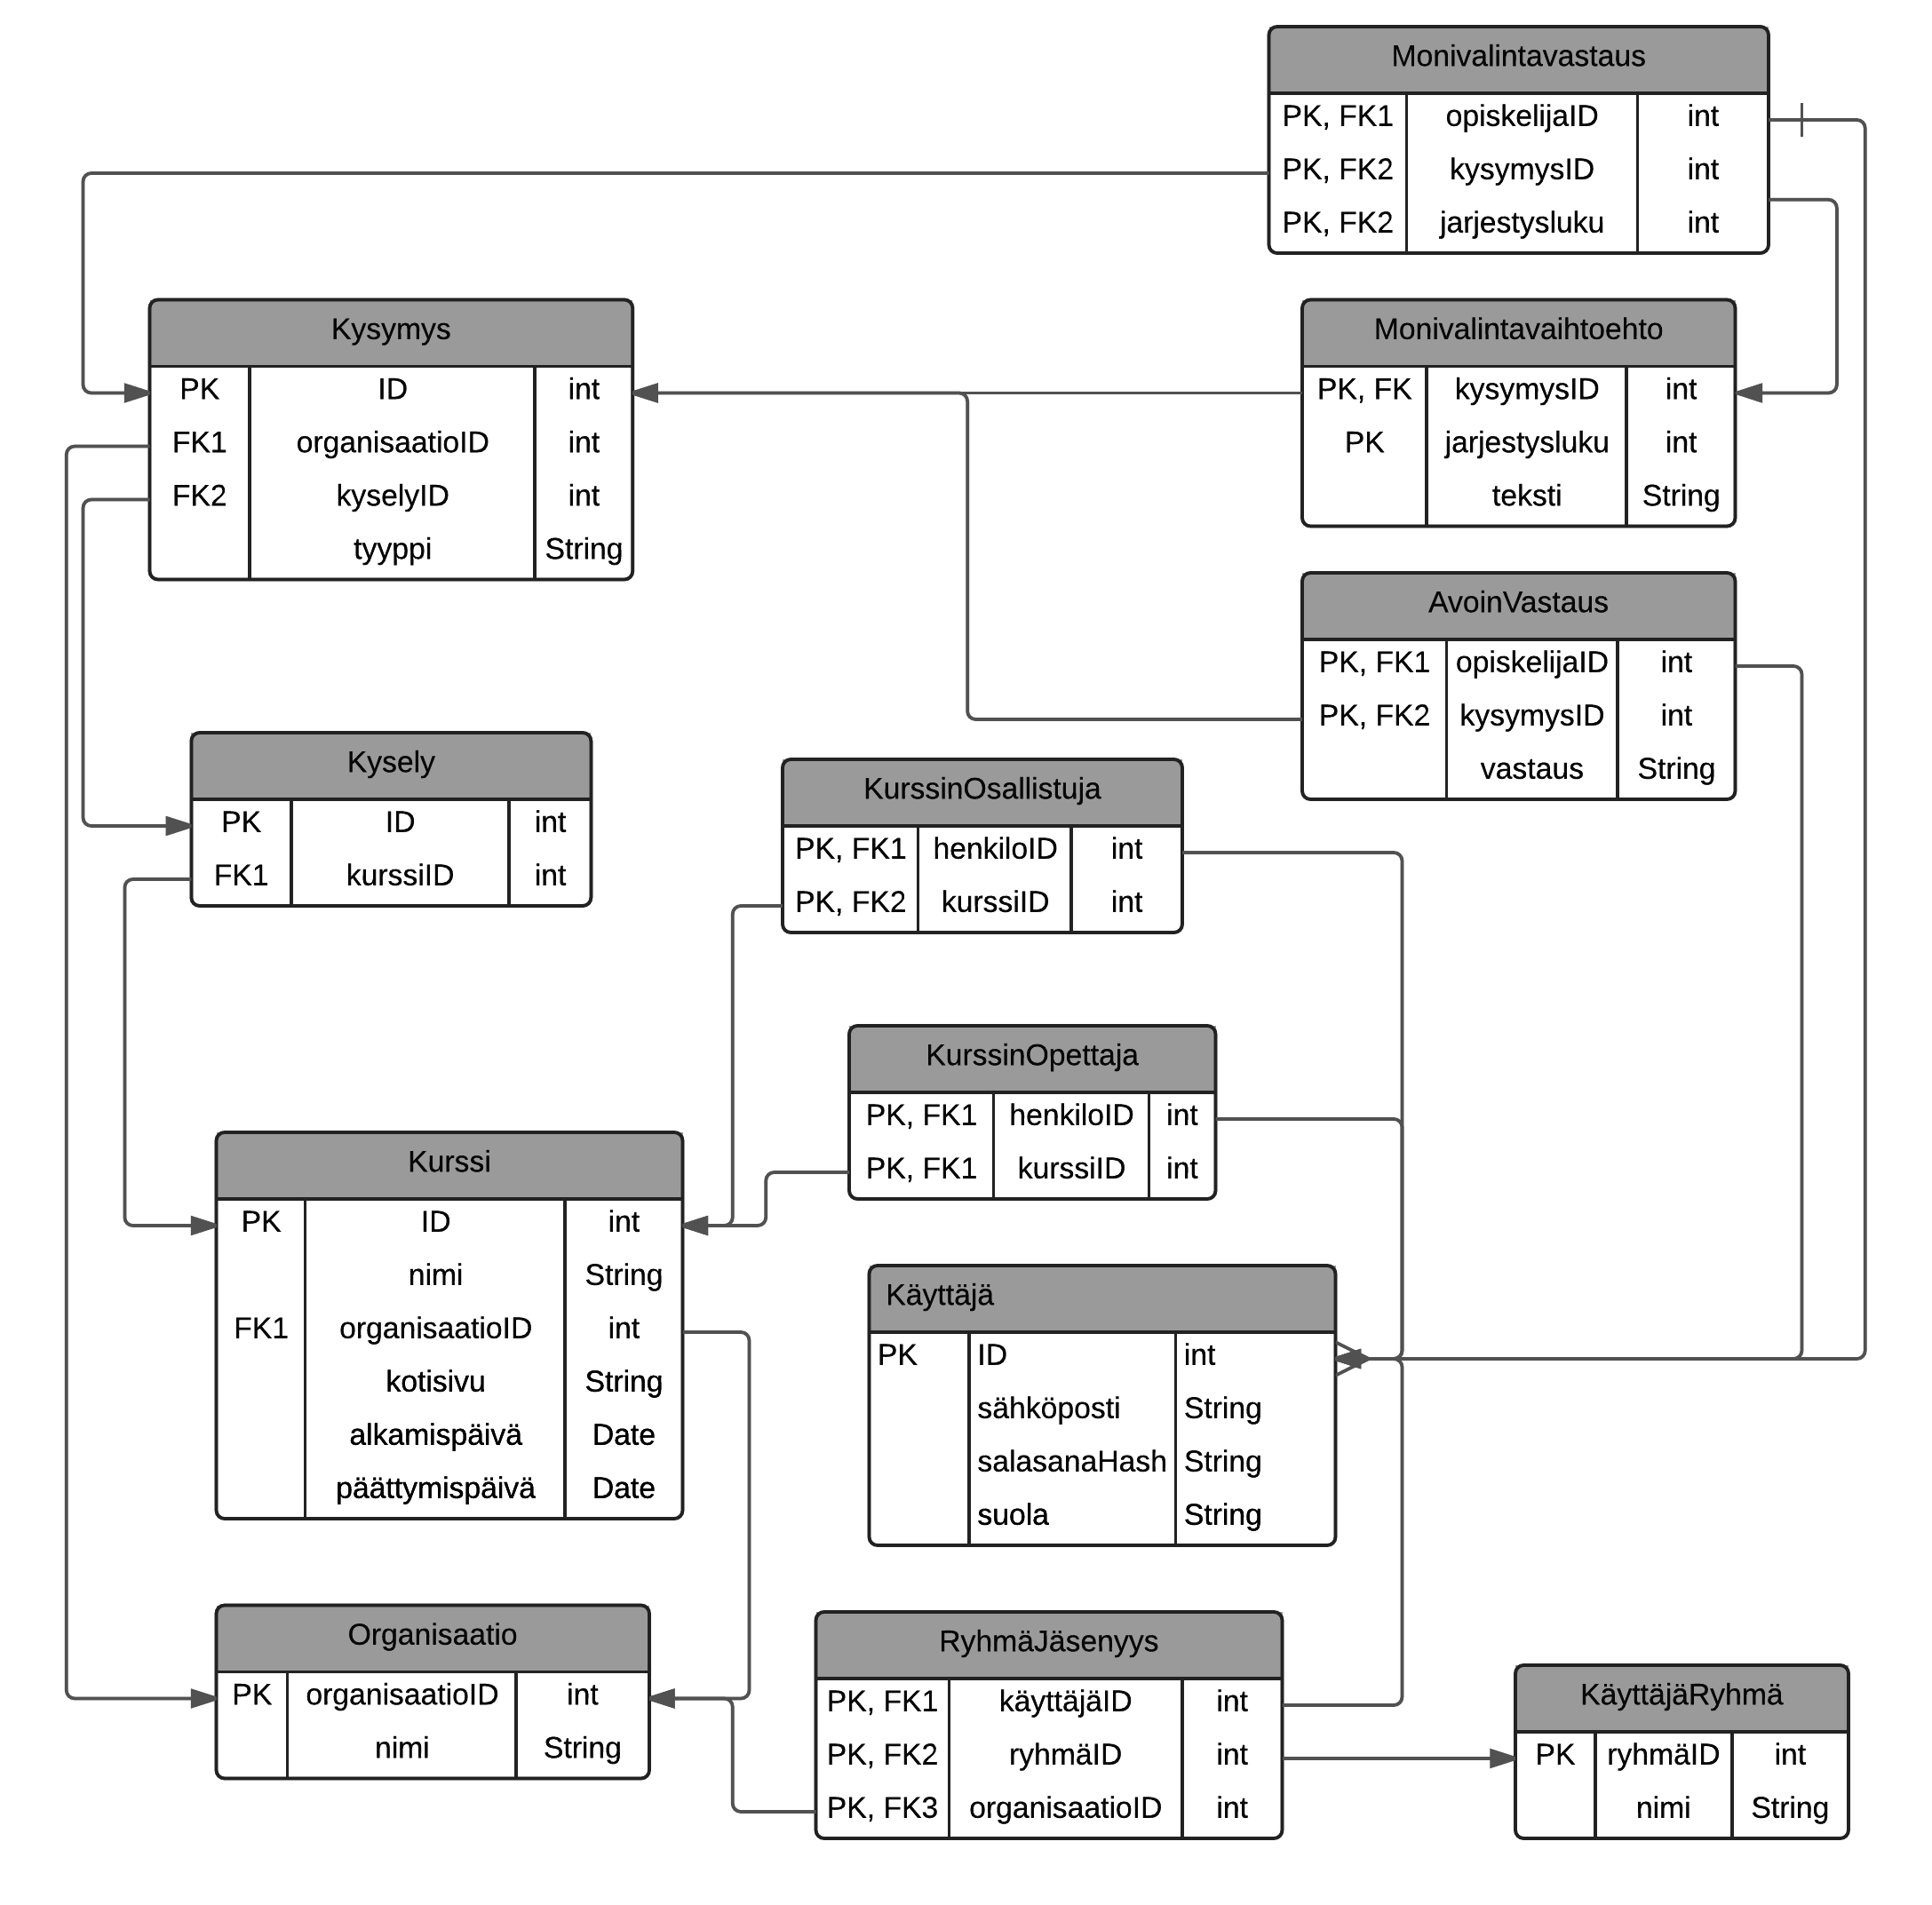 Monivalintavastaus
PK, FK1 opiskelijaID int
PK, FK2 kysymysID int
PK, FK2 jarjestysluku int
Kysymys
PK ID int
FK1 organisaatioID int
FK2 kyselyID int
tyyppi String
Monivalintavaihtoehto
PK, FK kysymysID int
PK jarjestysluku int
teksti String
AvoinVastaus
PK, FK1 opiskelijaID int
PK, FK2 kysymysID int
vastaus String
Kysely
PK ID int
FK1 kurssiID int
KurssinOsallistuja
PK, FK1 henkiloID int
PK, FK2 kurssiID int
KurssinOpettaja
PK, FK1 henkiloID int
PK, FK1 kurssiID int
Kurssi
PK ID int
nimi String
FK1 organisaatioID int
kotisivu String
alkamispäivä Date
päättymispäivä Date
Käyttäjä
PK ID int
sähköposti String
salasanaHash String
suola String
Organisaatio
PK organisaatioID int
nimi String
RyhmäJäsenyys
PK, FK1 käyttäjäID int
PK, FK2 ryhmäID int
PK, FK3 organisaatioID int
KäyttäjäRyhmä
PK ryhmäID int
nimi String